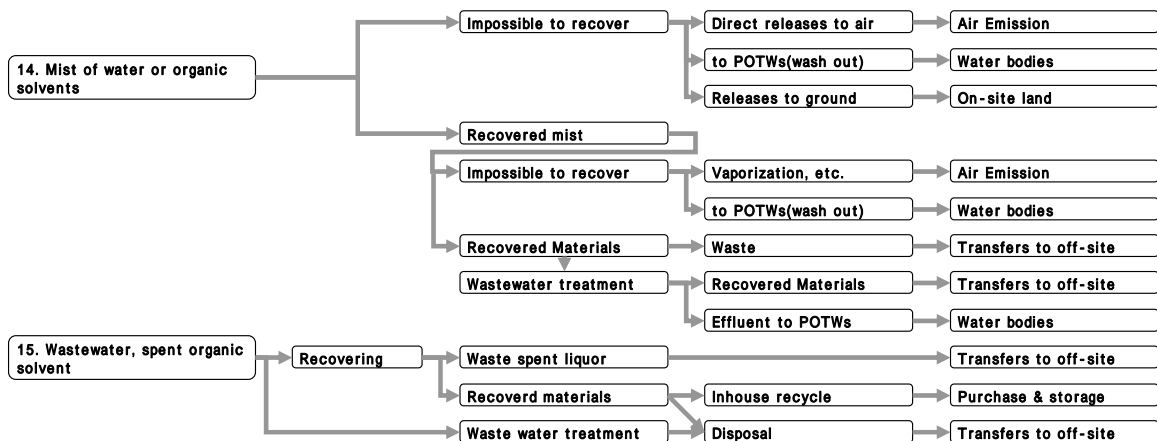 Impossible to recover
Direct releases to air
Air Emission
14. Mist of water or organic
solvents
to POTWs(wash out)
Water bodies
Releases to ground
On-site land
Recovered mist
Impossible to recover
Vaporization, etc.
Air Emission
to POTWs(wash out)
Water bodies
Recovered Materials
Waste
Transfers to off-site
Wastewater treatment
Recovered Materials
Transfers to off-site
Effluent to POTWs
Water bodies
15. Wastewater, spent organic
solvent
Recovering
Waste spent liquor
Transfers to off-site
Recoverd materials
Inhouse recycle
Purchase & storage
Waste water treatment
Disposal
Transfers to off-site